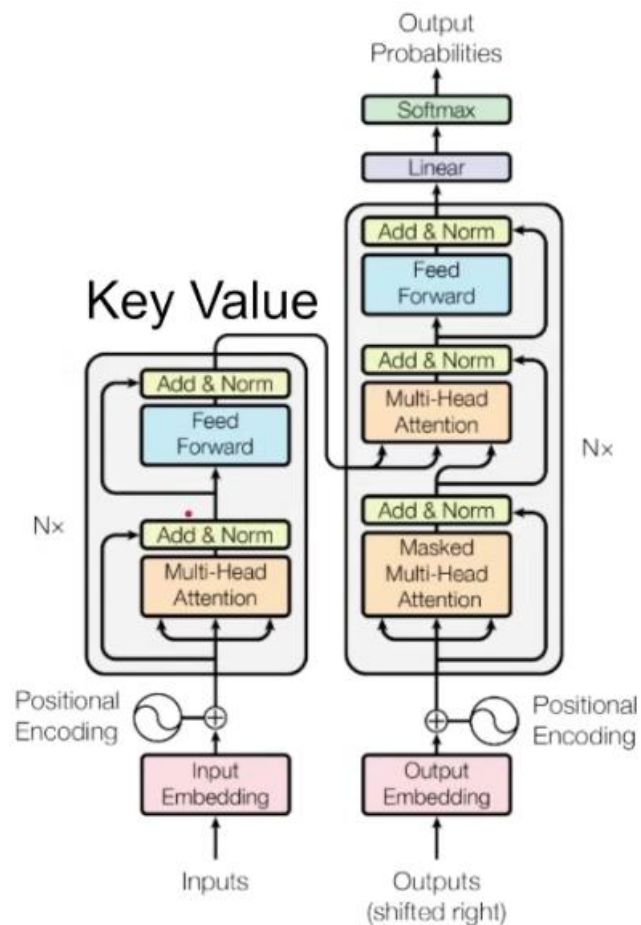 Output
Probabilities
Softmax
Linear
Add & Norm
Feed
Forward
Key Value
Add & Norm
Multi-Head
Attention
Add & Norm
Feed
Forward
N×
N×
Add & Norm
Masked
Multi-Head
Attention
Add & Norm
Multi-Head
Attention
Positional
Encoding
Positional
Encoding
Input
Embedding
Output
Embedding
Inputs
Outputs
(shifted right)